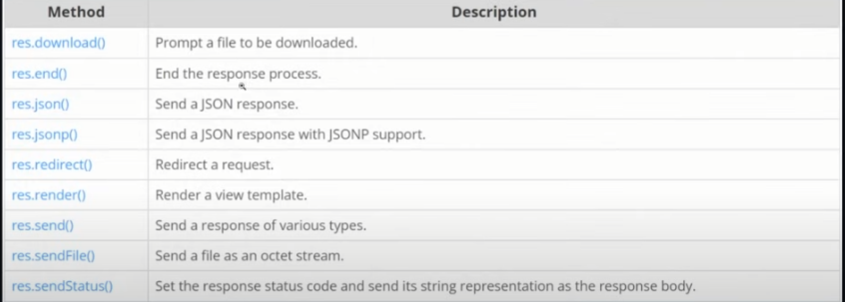 Method Description
res.download() Prompt a file to be downloaded.
res.end() End the response process.
res.json() Send a JSON response.
res.jsonp() Send a JSON response with JSONP support.
res.redirect() Redirect a request.
res.render() Render a view template.
res.send() Send a response of various types.
res.sendFile() Send a file as an octet stream.
res.sendStatus() Set the response status code and send its string representation as the response body.